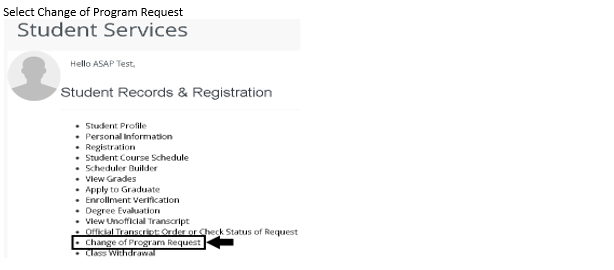 Select Change of Program Request
Student Services
Hello ASAP Test,
Student Records & Registration
• Student Profile
• Personal Information
• Registration
• Student Course Schedule
• Scheduler Builder
• View Grades
• Apply to Graduate
• Enrollment Verification
• Degree Evaluation
• View Unofficial Transcript
• Official Transcript: Order or Check Status of Request
• Change of Program Request
• Class Withdrawal